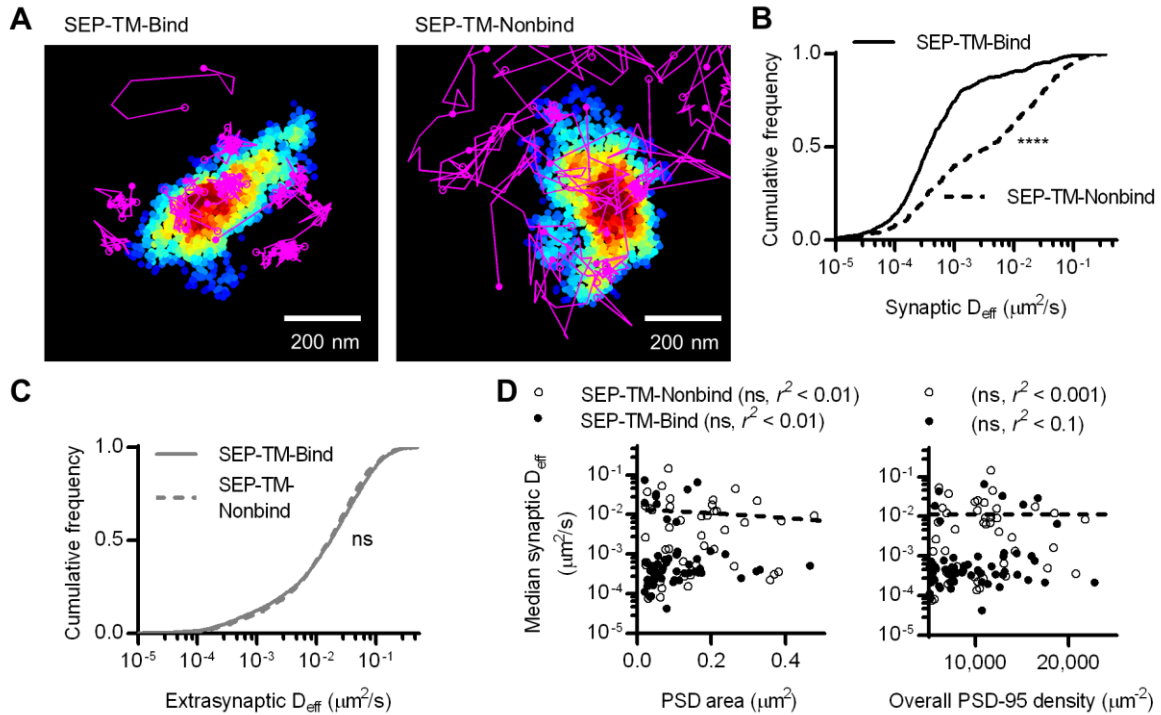 A
SEP-TM-Bind
SEP-TM-Nonbind
200 nm
200 nm
B
SEP-TM-Bind
Cumulative frequency
1.0
0.5
0.0
****
SEP-TM-Nonbind
10⁻⁵ 10⁻⁴ 10⁻³ 10⁻² 10⁻¹
Synaptic D_eff (μm²/s)
C
Cumulative frequency
1.0
0.5
0.0
SEP-TM-Bind
SEP-TM-
Nonbind
ns
10⁻⁵ 10⁻⁴ 10⁻³ 10⁻² 10⁻¹
Extrasynaptic D_eff (μm²/s)
D
SEP-TM-Nonbind (ns, r² < 0.01)
SEP-TM-Bind (ns, r² < 0.01)
(ns, r² < 0.001)
(ns, r² < 0.1)
Median synaptic D_eff
(μm²/s)
10⁻¹
10⁻²
10⁻³
10⁻⁴
10⁻⁵
0.0 0.2 0.4
PSD area (μm²)
10⁻¹
10⁻²
10⁻³
10⁻⁴
10⁻⁵
10,000 20,000
Overall PSD-95 density (μm⁻²)